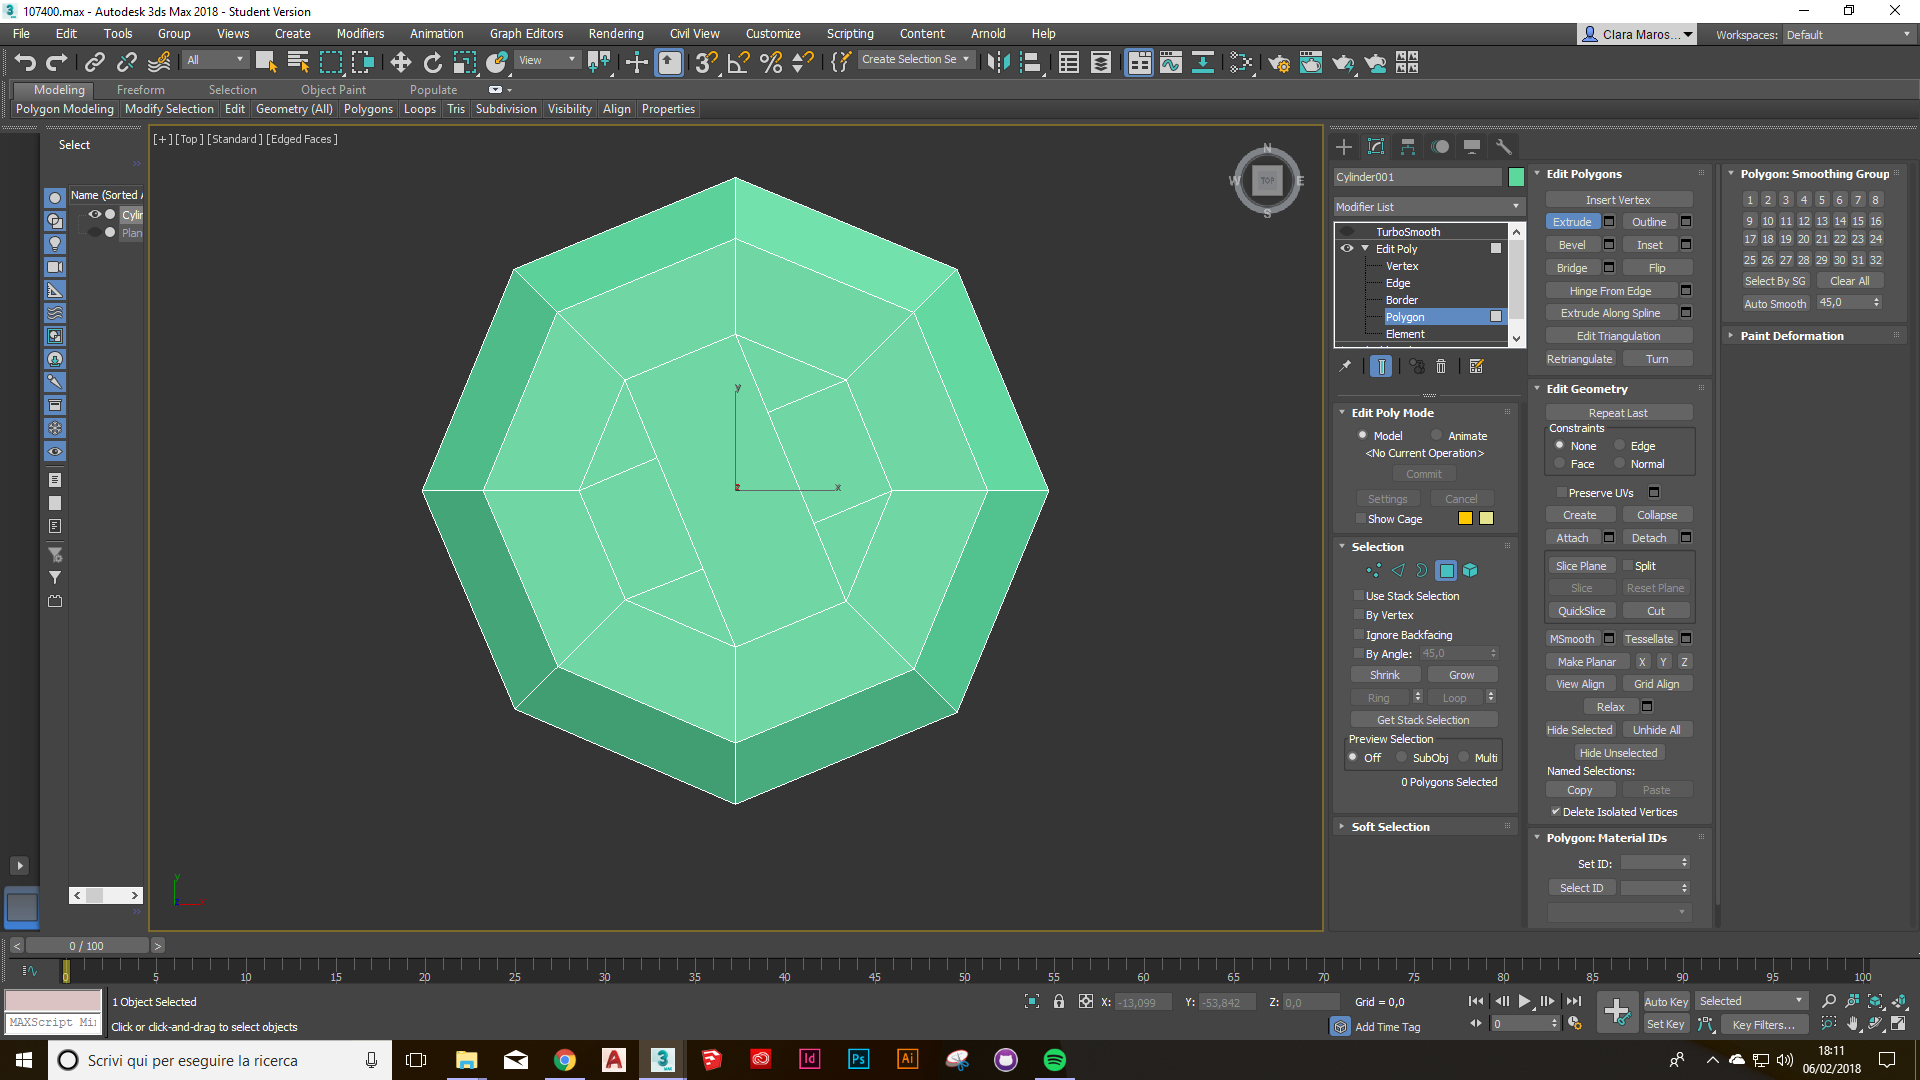 107400.max - Autodesk 3ds Max 2018 - Student Version
File Edit Tools Group Views Create Modifiers Animation Graph Editors Rendering Civil View Customize Scripting Content Arnold Help Clara Maros... Workspaces: Default
All View Create Selection Se
Modeling Freeform Selection Object Paint Populate
Polygon Modeling Modify Selection Edit Geometry (All) Polygons Loops Tris Subdivision Visibility Align Properties
[+] [Top] [Standard] [Edged Faces]
Select
Name (Sorted A
Cylin
Plan
N
W TOP E
S
y
x
z
y
Cylinder001
Modifier List
TurboSmooth
Edit Poly
Vertex
Edge
Border
Polygon
Element
Edit Poly Mode
Model Animate
<No Current Operation>
Commit
Settings Cancel
Show Cage
Selection
Use Stack Selection
By Vertex
Ignore Backfacing
By Angle: 45,0
Shrink Grow
Ring Loop
Get Stack Selection
Preview Selection
Off SubObj Multi
0 Polygons Selected
Soft Selection
Edit Polygons
Insert Vertex
Extrude Outline
Bevel Inset
Bridge Flip
Hinge From Edge
Extrude Along Spline
Edit Triangulation
Retriangulate Turn
Edit Geometry
Repeat Last
Constraints
None Edge
Face Normal
Preserve UVs
Create Collapse
Attach Detach
Slice Plane Split
Slice Reset Plane
QuickSlice Cut
MSmooth Tessellate
Make Planar X Y Z
View Align Grid Align
Relax
Hide Selected Unhide All
Hide Unselected
Named Selections:
Copy Paste
Delete Isolated Vertices
Polygon: Material IDs
Set ID:
Select ID
Polygon: Smoothing Group
1 2 3 4 5 6 7 8
9 10 11 12 13 14 15 16
17 18 19 20 21 22 23 24
25 26 27 28 29 30 31 32
Select By SG Clear All
Auto Smooth 45,0
Paint Deformation
< 0 / 100 >
0 5 10 15 20 25 30 35 40 45 50 55 60 65 70 75 80 85 90 95 100
1 Object Selected X: -13,099 Y: -53,842 Z: 0,0 Grid = 0,0 Auto Key Selected
MAXScript Mi Click or click-and-drag to select objects Add Time Tag 0 Set Key Key Filters...
Scrivi qui per eseguire la ricerca
18:11
06/02/2018